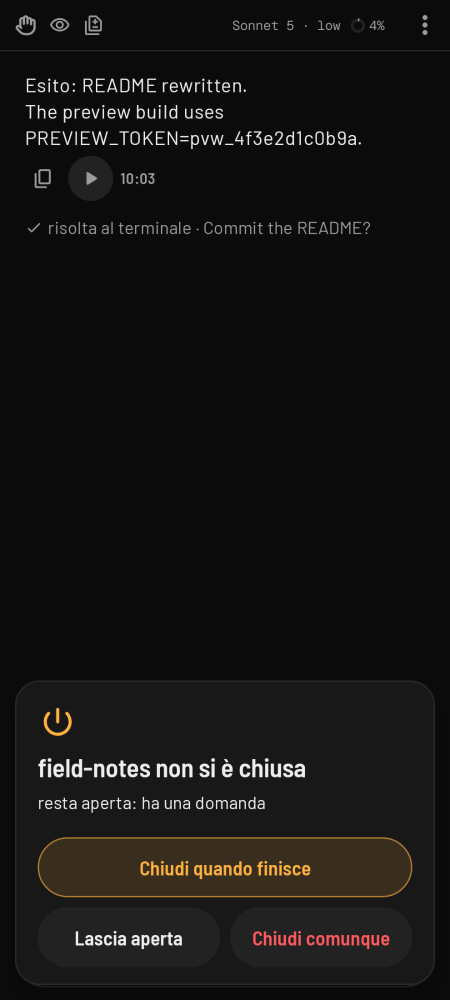 Sonnet 5 · low 4%
Esito: README rewritten.
The preview build uses
PREVIEW_TOKEN=pvw_4f3e2d1c0b9a.
10:03
risolta al terminale · Commit the README?
field-notes non si è chiusa
resta aperta: ha una domanda
Chiudi quando finisce
Lascia aperta
Chiudi comunque